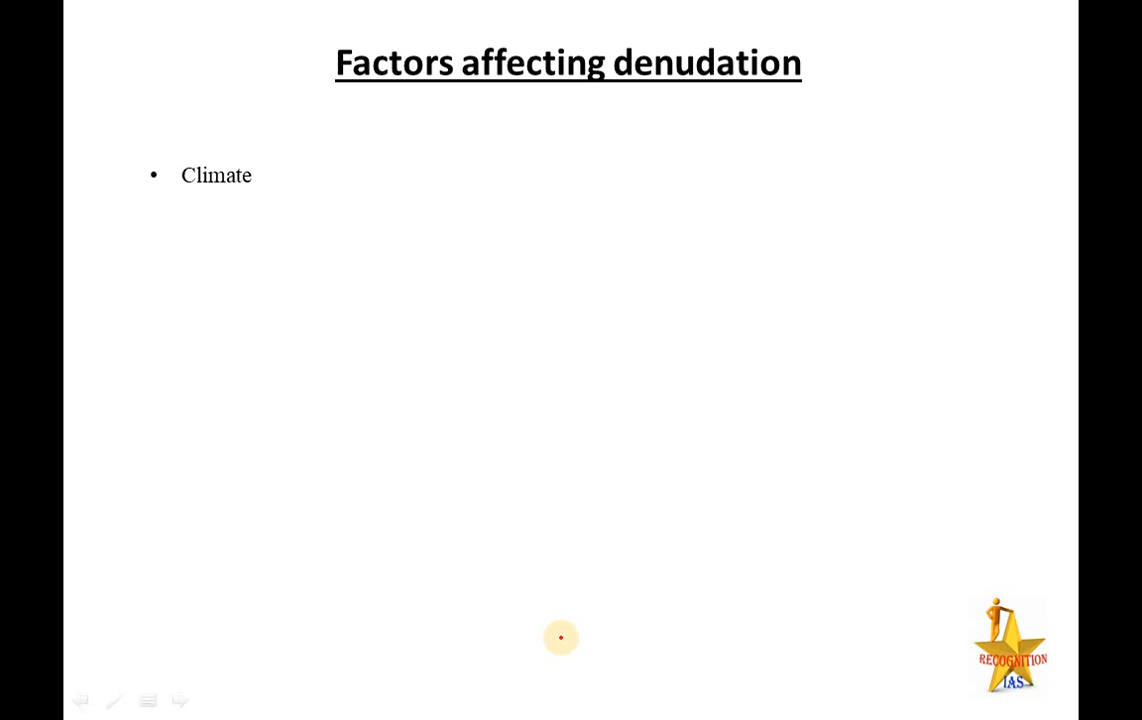 Factors affecting denudation
• Climate
RECOGNITION
IAS